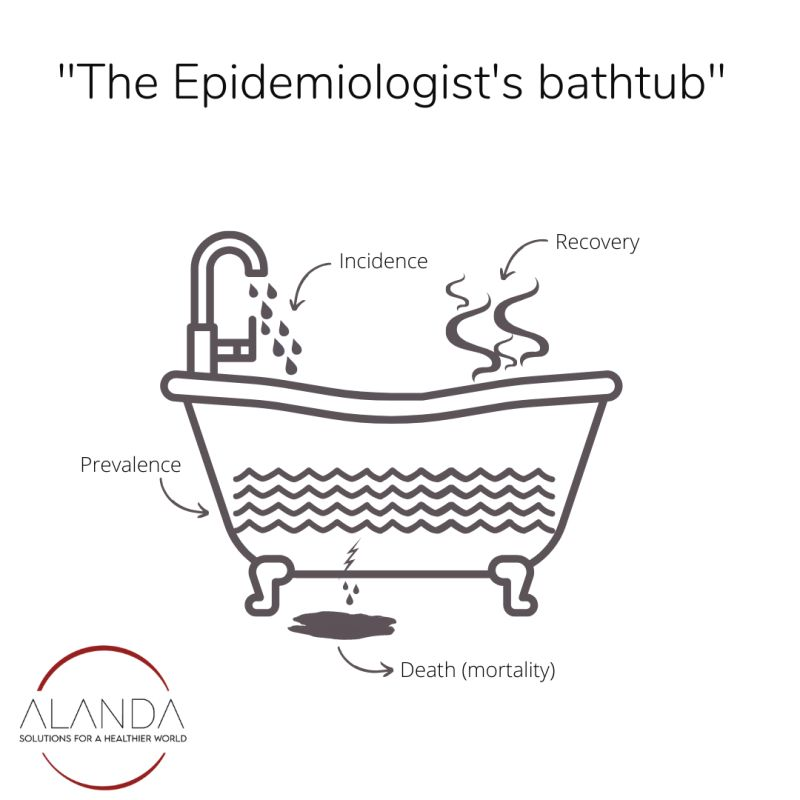 "The Epidemiologist's bathtub"
Incidence
Recovery
Prevalence
Death (mortality)
ALANDA
SOLUTIONS FOR A HEALTHIER WORLD